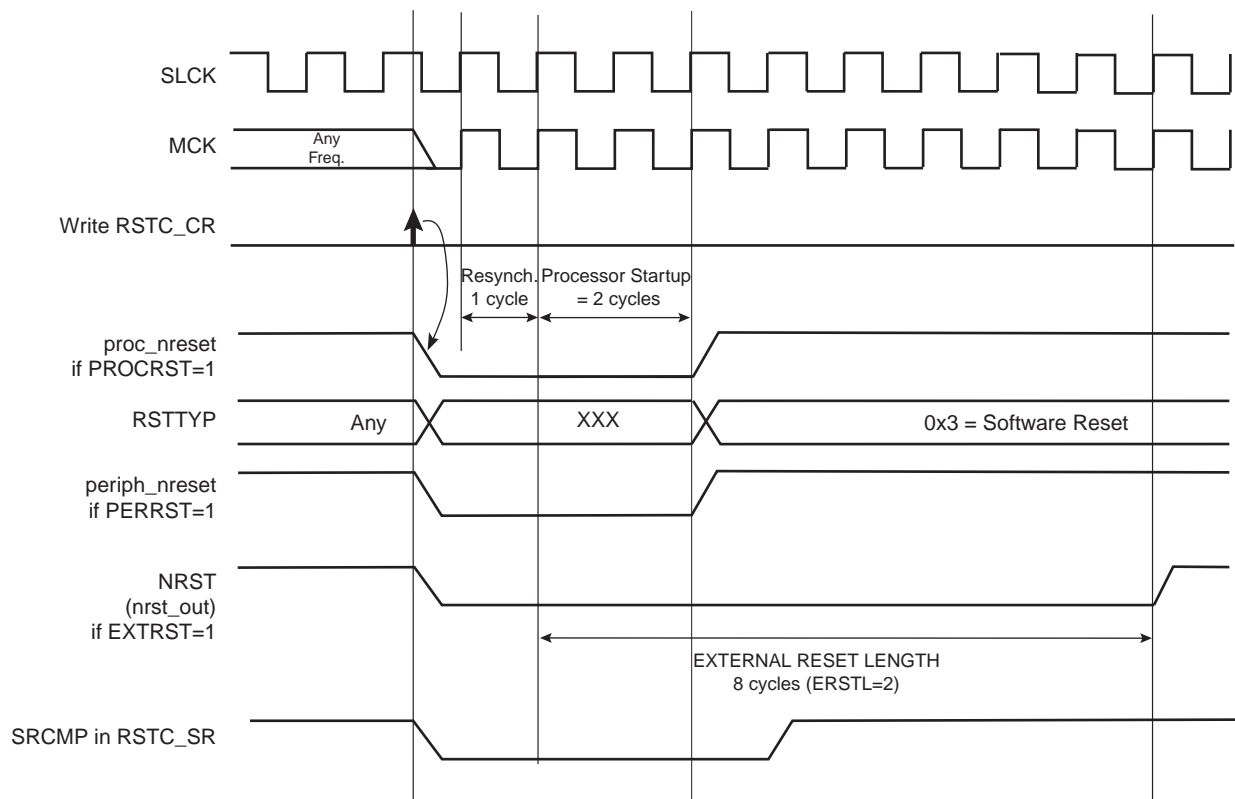 SLCK
MCK
Any
Freq.
Write RSTC_CR
Resynch. Processor Startup
1 cycle = 2 cycles
proc_nreset
if PROCRST=1
RSTTYP
Any
XXX
0x3 = Software Reset
periph_nreset
if PERRST=1
NRST
(nrst_out)
if EXTRST=1
EXTERNAL RESET LENGTH
8 cycles (ERSTL=2)
SRCMP in RSTC_SR